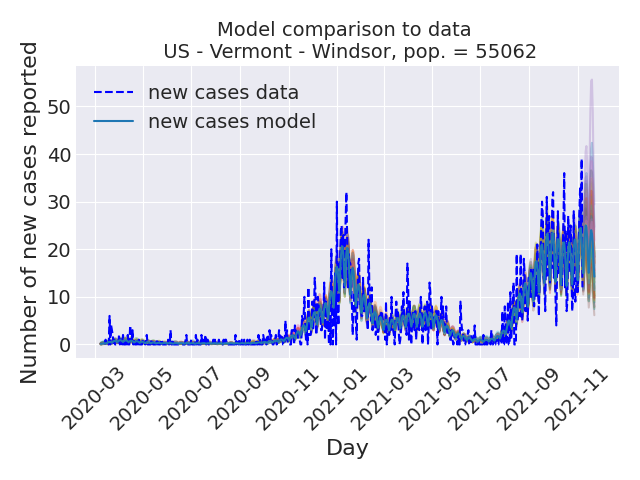 Model comparison to data
US - Vermont - Windsor, pop. = 55062
Number of new cases reported
50
40
30
20
10
0
new cases data
new cases model
2020-03
2020-05
2020-07
2020-09
2020-11
2021-01
2021-03
2021-05
2021-07
2021-09
2021-11
Day